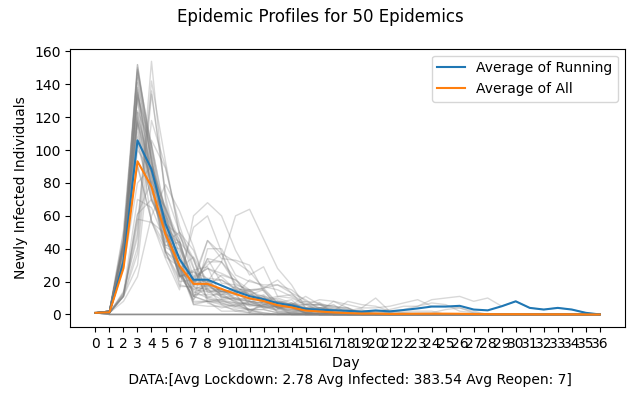 Epidemic Profiles for 50 Epidemics
160
140
120
100
80
60
40
20
0
Newly Infected Individuals
Average of Running
Average of All
0 1 2 3 4 5 6 7 8 9 10 11 12 13 14 15 16 17 18 19 20 21 22 23 24 25 26 27 28 29 30 31 32 33 34 35 36
Day
DATA:[Avg Lockdown: 2.78 Avg Infected: 383.54 Avg Reopen: 7]